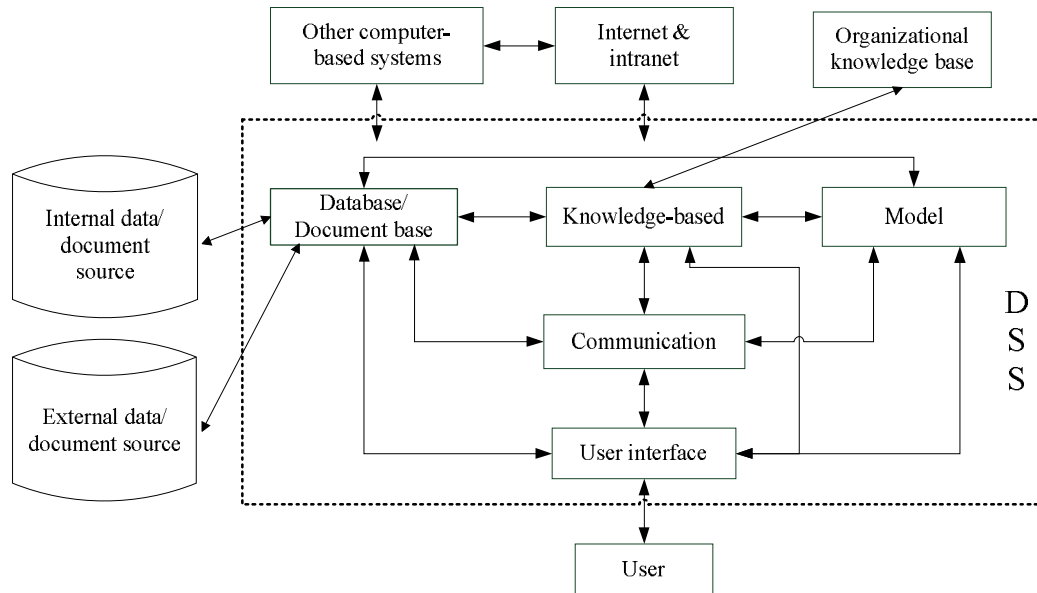 Other computer-
based systems
Internet &
intranet
Organizational
knowledge base
Internal data/
document
source
Database/
Document base
Knowledge-based
Model
D
S
S
Communication
External data/
document source
User interface
User